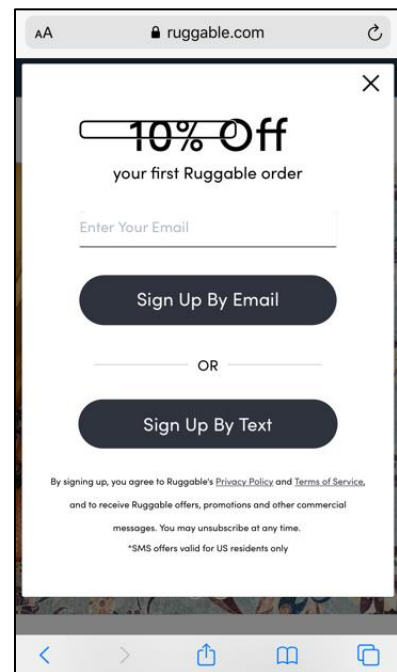 AA ruggable.com
10% Off
your first Ruggable order
Enter Your Email
Sign Up By Email
OR
Sign Up By Text
By signing up, you agree to Ruggable's Privacy Policy and Terms of Service,
and to receive Ruggable offers, promotions and other commercial
messages. You may unsubscribe at any time.
*SMS offers valid for US residents only